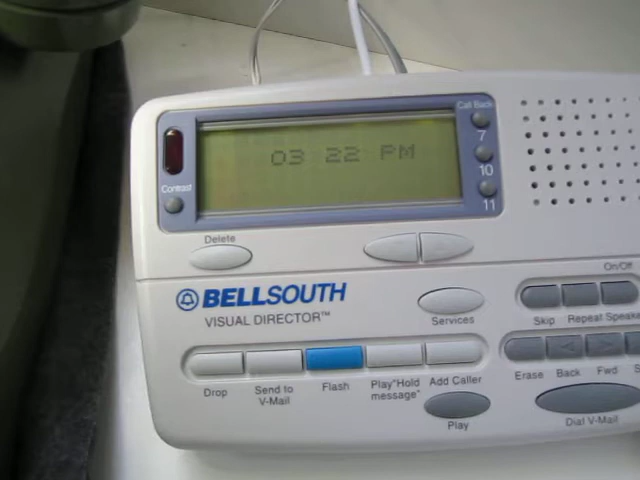 Call Back
03 22 PM
7
10
Contrast
11
Delete
BELLSOUTH
VISUAL DIRECTOR™
Services
On/Off
Skip Repeat Speake
Drop
Send to
V-Mail
Flash
Play"Hold
message"
Add Caller
Erase Back Fwd S
Play
Dial V-Mail